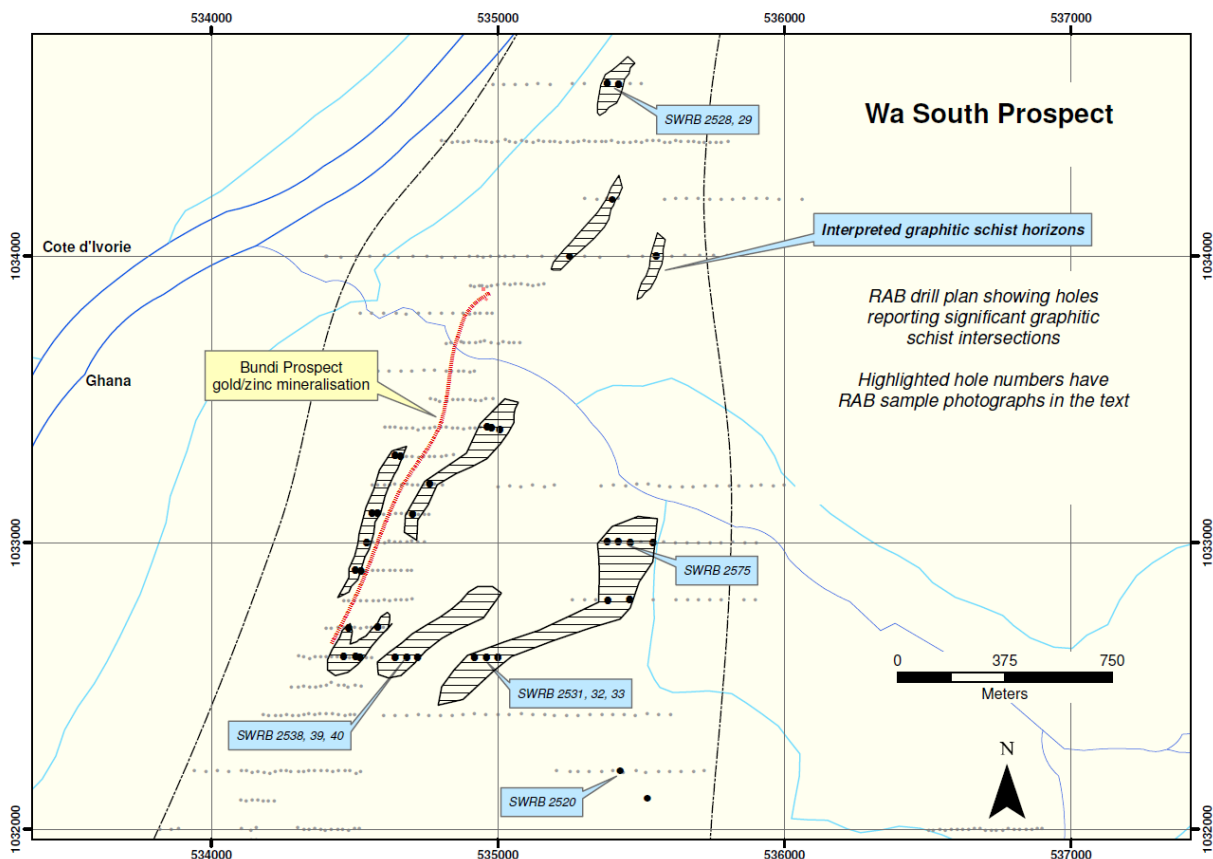 534000
535000
536000
537000
Wa South Prospect
SWRB 2528, 29
Interpreted graphitic schist horizons
Cote d'Ivorie
1034000
1034000
RAB drill plan showing holes
reporting significant graphitic
schist intersections
Bundi Prospect
gold/zinc mineralisation
Ghana
Highlighted hole numbers have
RAB sample photographs in the text
1033000
1033000
SWRB 2575
0
375
750
Meters
SWRB 2531, 32, 33
SWRB 2538, 39, 40
N
SWRB 2520
1032000
1032000
534000
535000
536000
537000